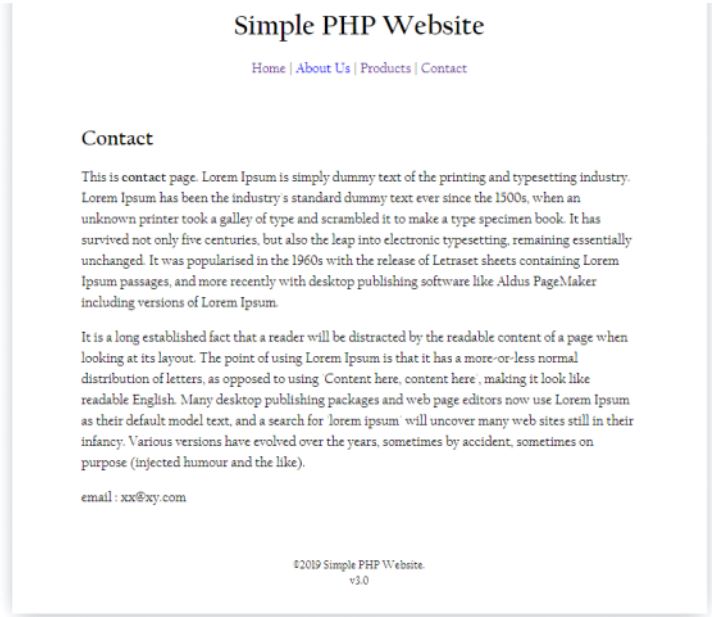 Simple PHP Website
Home | About Us | Products | Contact
Contact
This is contact page. Lorem Ipsum is simply dummy text of the printing and typesetting industry.
Lorem Ipsum has been the industry's standard dummy text ever since the 1500s, when an
unknown printer took a galley of type and scrambled it to make a type specimen book. It has
survived not only five centuries, but also the leap into electronic typesetting, remaining essentially
unchanged. It was popularised in the 1960s with the release of Letraset sheets containing Lorem
Ipsum passages, and more recently with desktop publishing software like Aldus PageMaker
including versions of Lorem Ipsum.
It is a long established fact that a reader will be distracted by the readable content of a page when
looking at its layout. The point of using Lorem Ipsum is that it has a more-or-less normal
distribution of letters, as opposed to using 'Content here, content here', making it look like
readable English. Many desktop publishing packages and web page editors now use Lorem Ipsum
as their default model text, and a search for 'lorem ipsum' will uncover many web sites still in their
infancy. Various versions have evolved over the years, sometimes by accident, sometimes on
purpose (injected humour and the like).
email : xx@xy.com
©2019 Simple PHP Website.
v3.0